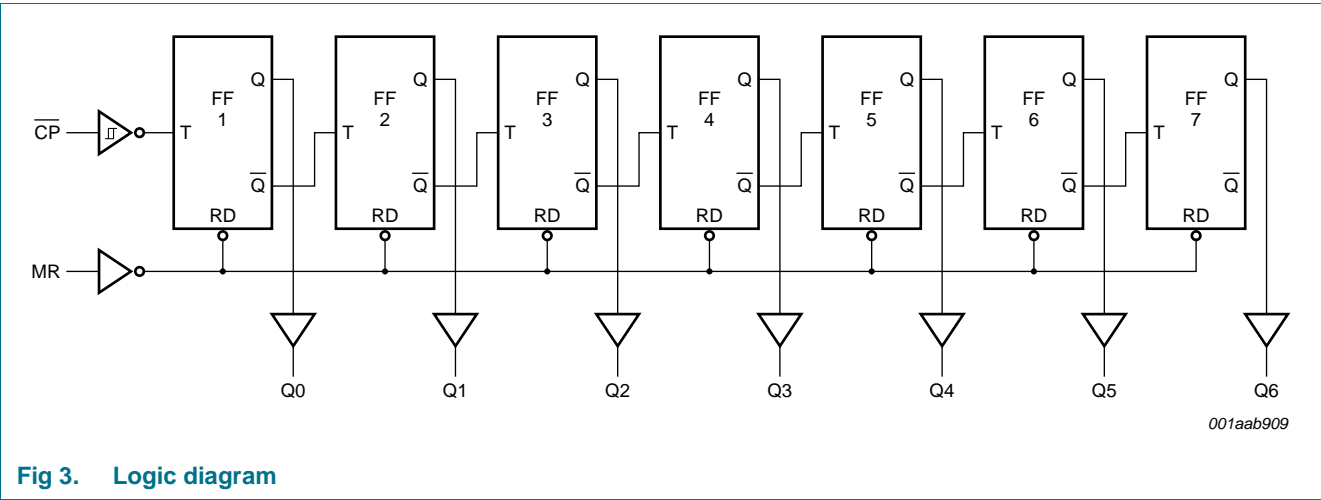 Q Q Q Q Q Q Q
FF FF FF FF FF FF FF
1 2 3 4 5 6 7
C̅P̅ T T T T T T T
Q̅ Q̅ Q̅ Q̅ Q̅ Q̅ Q̅
RD RD RD RD RD RD RD
MR
Q0 Q1 Q2 Q3 Q4 Q5 Q6
001aab909
Fig 3. Logic diagram